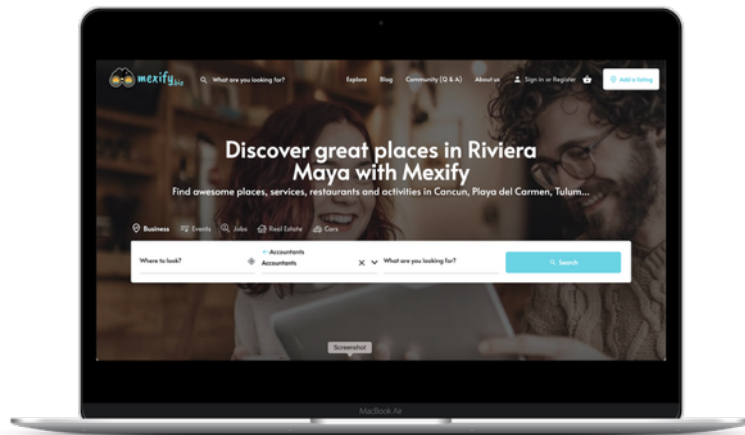 mexify.biz
What are you looking for?
Explore
Blog
Community (Q & A)
About us
Sign in or Register
Add a listing
Discover great places in Riviera
Maya with Mexify
Find awesome places, services, restaurants and activities in Cancun, Playa del Carmen, Tulum...
Business
Events
Jobs
Real Estate
Cars
Where to look?
← Accountants
Accountants
What are you looking for?
Search
Screenshot
MacBook Air